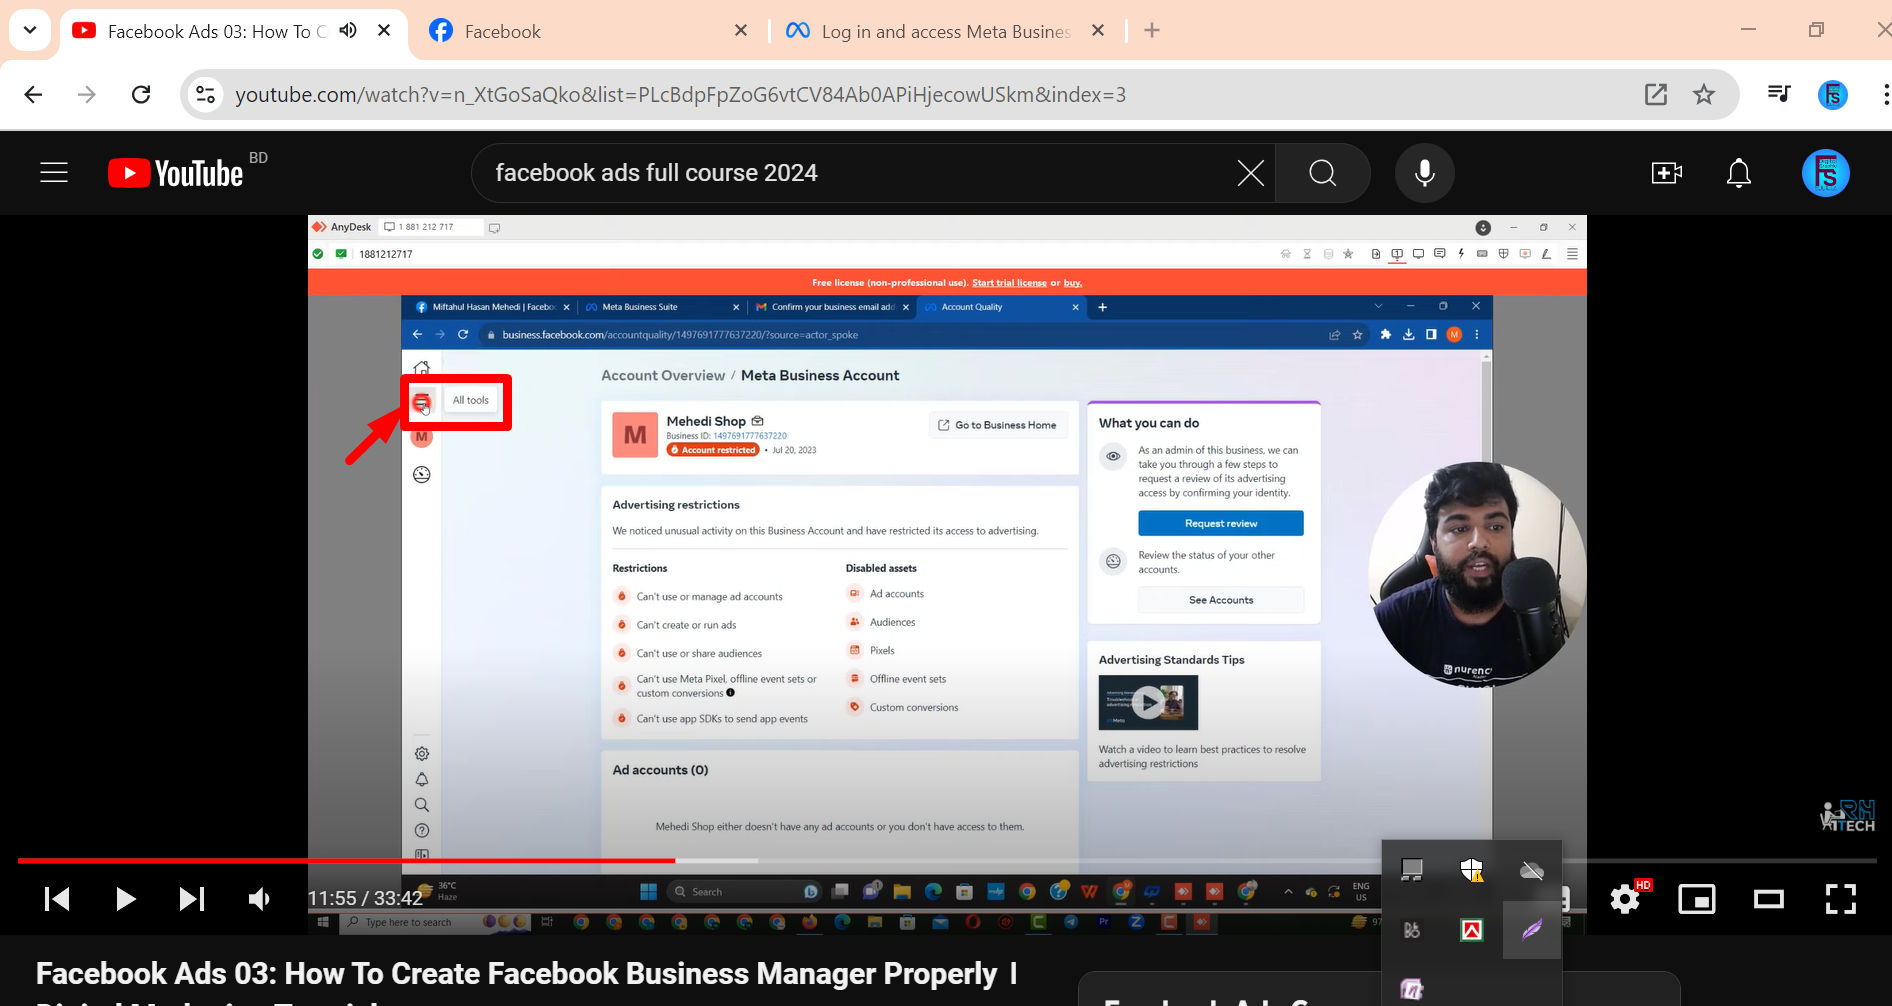 Facebook Ads 03: How To C
Facebook
Log in and access Meta Busines
youtube.com/watch?v=n_XtGoSaQko&list=PLcBdpFpZoG6vtCV84Ab0APiHjecowUSkm&index=3
YouTube BD
facebook ads full course 2024
AnyDesk 1 881 212 717
1881212717
Free license (non-professional use). Start trial license or buy.
Miftahul Hasan Mehedi | Facebo
Meta Business Suite
Confirm your business email add
Account Quality
business.facebook.com/accountquality/1497691777637220/?source=actor_spoke
M
All tools
M
Account Overview / Meta Business Account
M
Mehedi Shop
Business ID: 1497691777637220
Account restricted • Jul 20, 2023
Go to Business Home
Advertising restrictions
We noticed unusual activity on this Business Account and have restricted its access to advertising.
Restrictions
Can't use or manage ad accounts
Can't create or run ads
Can't use or share audiences
Can't use Meta Pixel, offline event sets or
custom conversions
Can't use app SDKs to send app events
Disabled assets
Ad accounts
Audiences
Pixels
Offline event sets
Custom conversions
Ad accounts (0)
Mehedi Shop either doesn't have any ad accounts or you don't have access to them.
What you can do
As an admin of this business, we can
take you through a few steps to
request a review of its advertising
access by confirming your identity.
Request review
Review the status of your other
accounts.
See Accounts
Advertising Standards Tips
Watch a video to learn best practices to resolve
advertising restrictions
nurenc
RH
TECH
11:55 / 33:42
36°C
Haze
Search
ENG
US
HD
Type here to search
Pr
Z
97
Facebook Ads 03: How To Create Facebook Business Manager Properly |